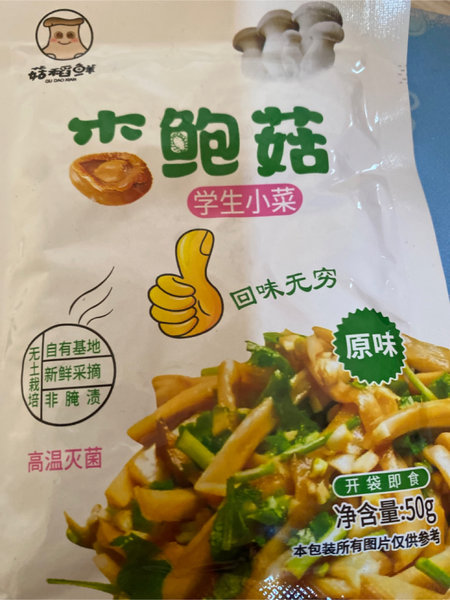 菇稻鲜
GU DAO XIAN
杏鲍菇
学生小菜
回味无穷
原味
无土栽培
自有基地
新鲜采摘
非腌渍
高温灭菌
开袋即食
净含量:50g
本包装所有图片仅供参考